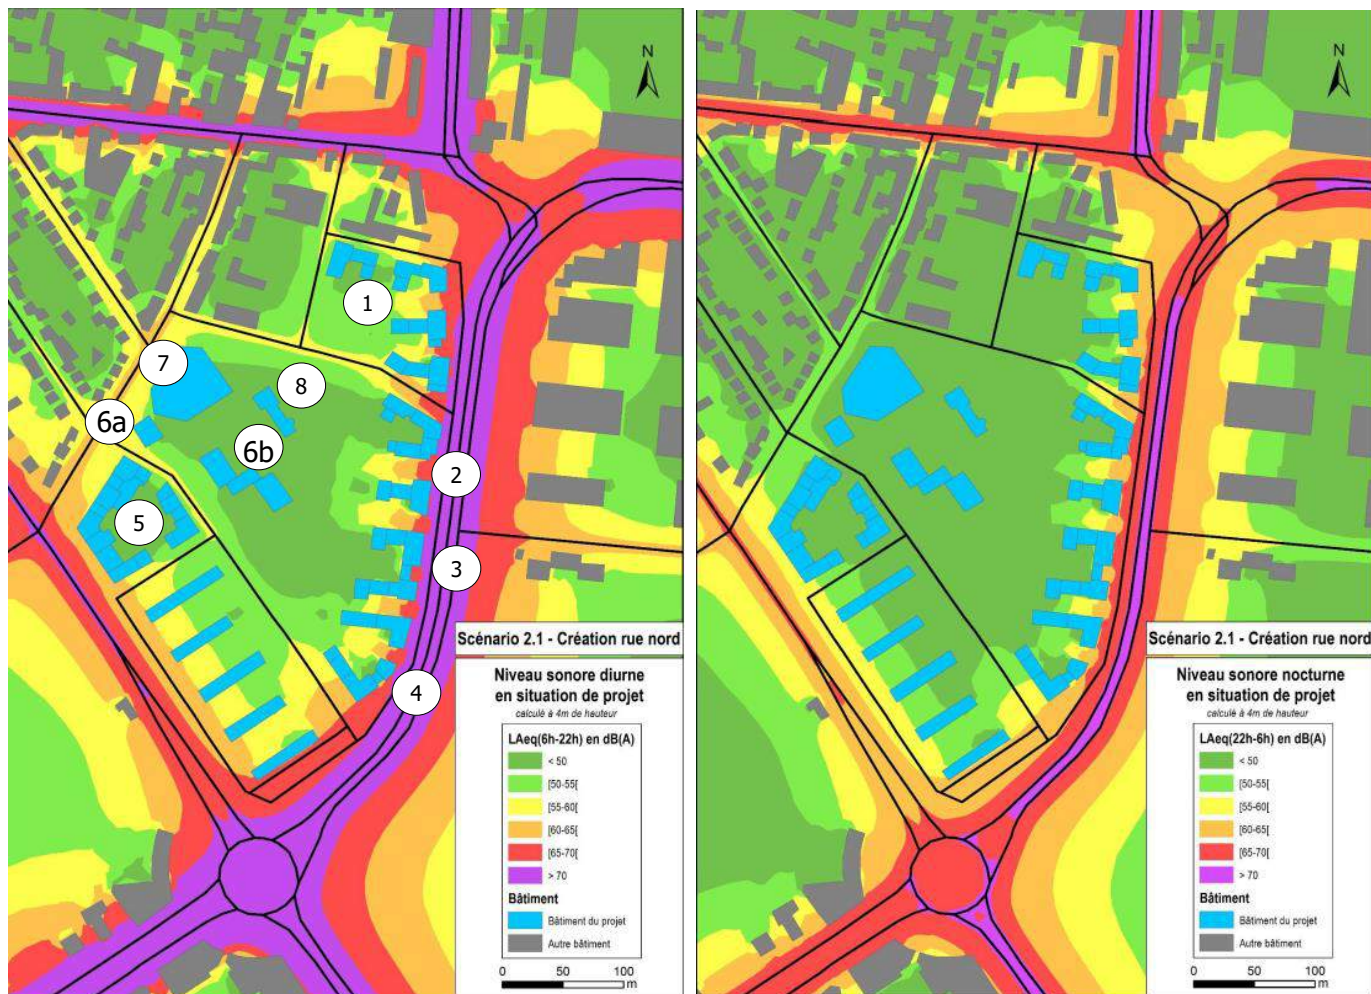 N
1
7
8
6a
6b
2
5
3
4
Scénario 2.1 - Création rue nord
Niveau sonore diurne
en situation de projet
calculé à 4m de hauteur
LAeq(6h-22h) en dB(A)
< 50
[50-55[
[55-60[
[60-65[
[65-70[
> 70
Bâtiment
Bâtiment du projet
Autre bâtiment
0 50 100
m
N
Scénario 2.1 - Création rue nord
Niveau sonore nocturne
en situation de projet
calculé à 4m de hauteur
LAeq(22h-6h) en dB(A)
< 50
[50-55[
[55-60[
[60-65[
[65-70[
> 70
Bâtiment
Bâtiment du projet
Autre bâtiment
0 50 100
m